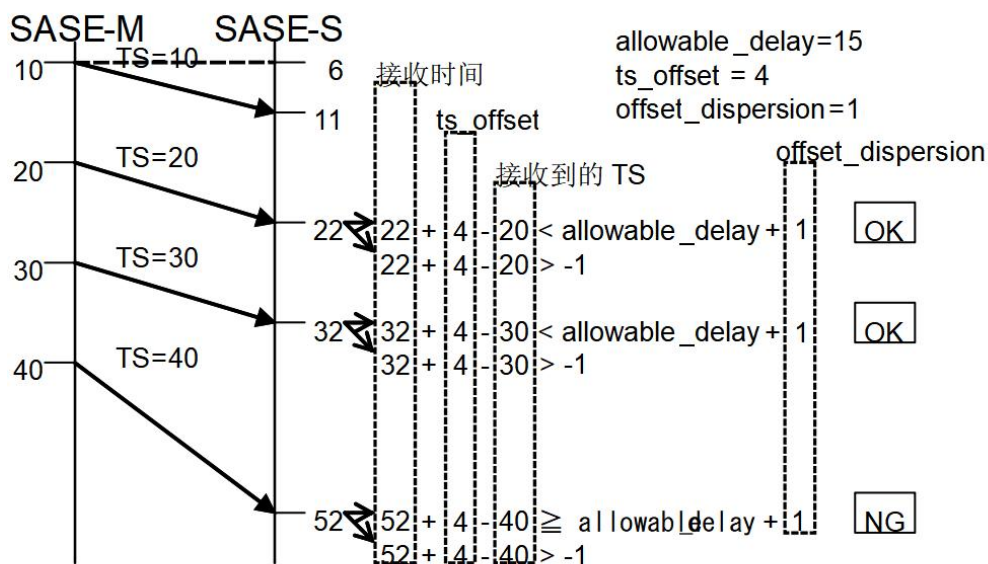 SASE-M
SASE-S
allowable_delay=15
ts_offset = 4
offset_dispersion=1
TS=10
10
6
接收时间
11
ts_offset
offset_dispersion
TS=20
20
接收到的 TS
22
22 + 4 - 20 < allowable_delay + 1
OK
22 + 4 - 20 > -1
TS=30
30
32
32 + 4 - 30 < allowable_delay + 1
OK
32 + 4 - 30 > -1
TS=40
40
52
52 + 4 - 40 ≧ allowable delay + 1
NG
52 + 4 - 40 > -1